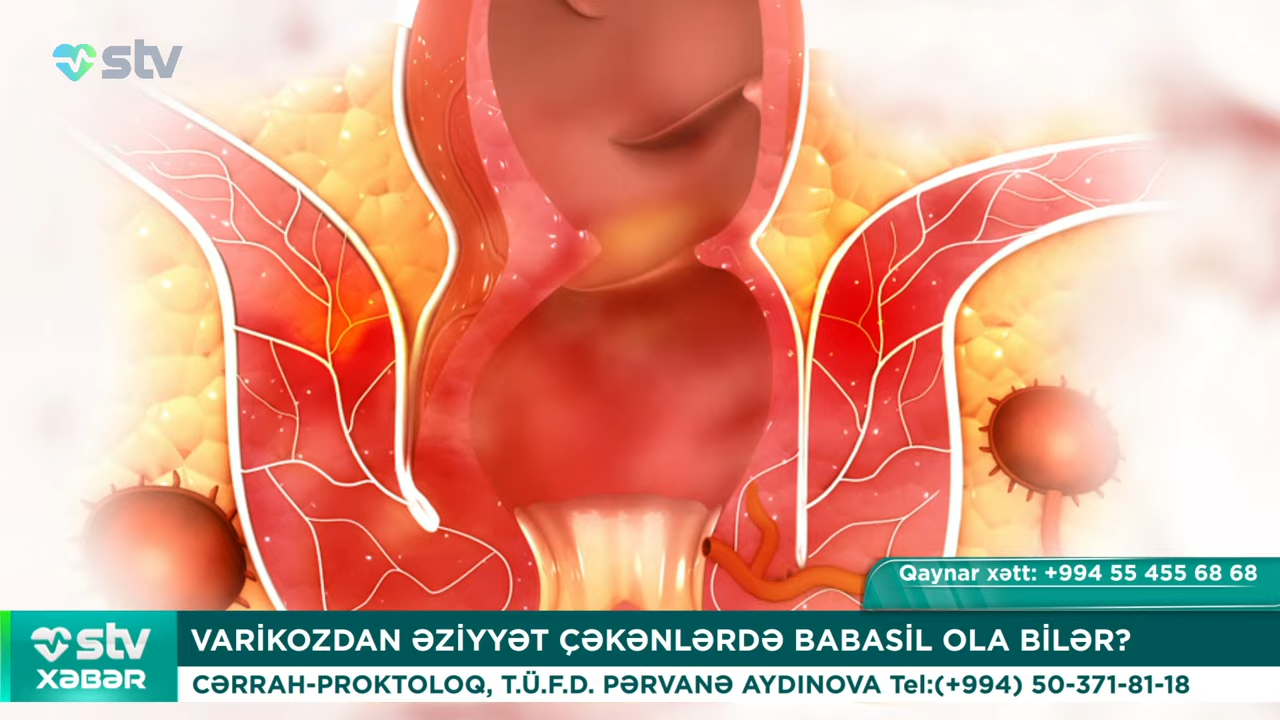 stv
Qaynar xətt: +994 55 455 68 68
stv
XƏBƏR
VARİKOZDAN ƏZİYYƏT ÇƏKƏNLƏRDƏ BABASİL OLA BİLƏR?
CƏRRAH-PROKTOLOQ, T.Ü.F.D. PƏRVANƏ AYDINOVA Tel:(+994) 50-371-81-18